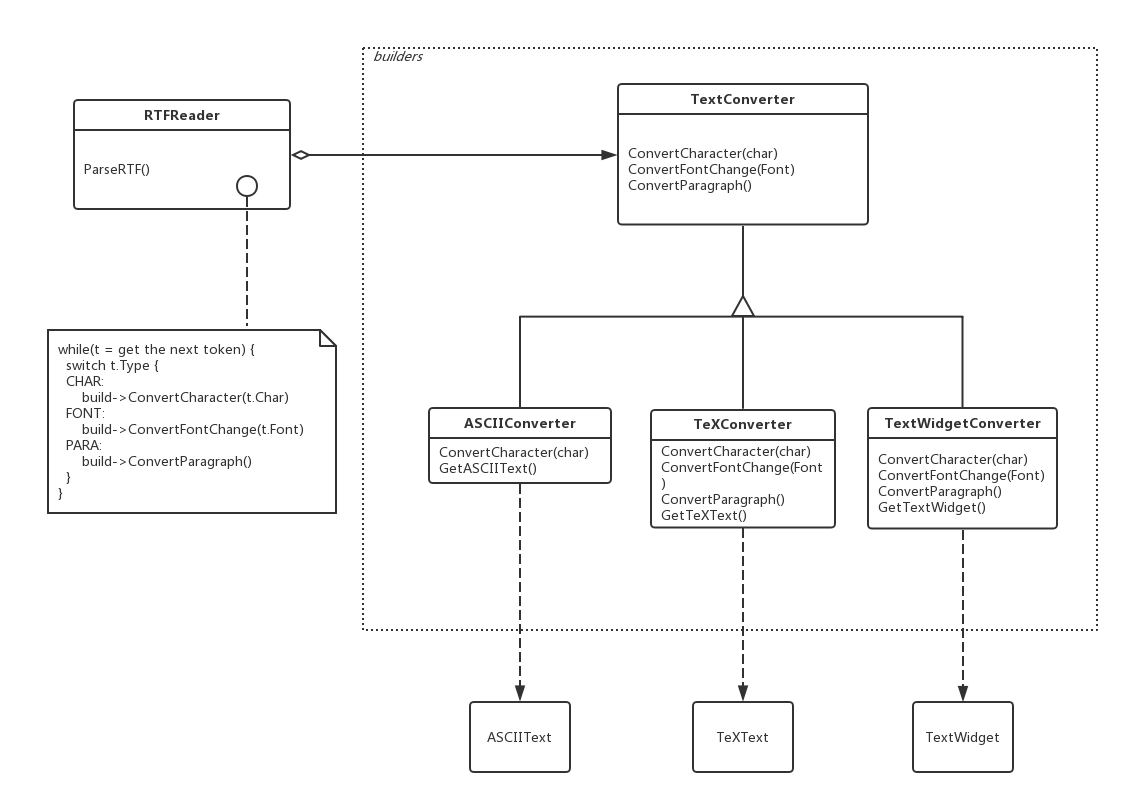 builders
RTFReader
ParseRTF()
TextConverter
ConvertCharacter(char)
ConvertFontChange(Font)
ConvertParagraph()
while(t = get the next token) {
switch t.Type {
CHAR:
build->ConvertCharacter(t.Char)
FONT:
build->ConvertFontChange(t.Font)
PARA:
build->ConvertParagraph()
}
}
ASCIIConverter
ConvertCharacter(char)
GetASCIIText()
TeXConverter
ConvertCharacter(char)
ConvertFontChange(Font
)
ConvertParagraph()
GetTeXText()
TextWidgetConverter
ConvertCharacter(char)
ConvertFontChange(Font)
ConvertParagraph()
GetTextWidget()
ASCIIText
TeXText
TextWidget